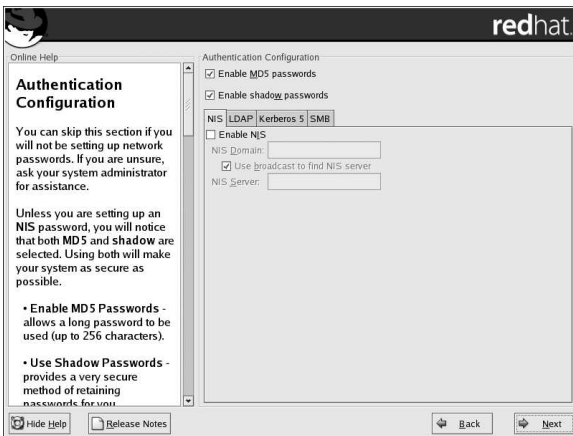 redhat.
Online Help
Authentication
Configuration
You can skip this section if you
will not be setting up network
passwords. If you are unsure,
ask your system administrator
for assistance.
Unless you are setting up an
NIS password, you will notice
that both MD5 and shadow are
selected. Using both will make
your system as secure as
possible.
• Enable MD5 Passwords -
allows a long password to be
used (up to 256 characters).
• Use Shadow Passwords -
provides a very secure
method of retaining
passwords for you
Authentication Configuration
Enable MD5 passwords
Enable shadow passwords
NIS LDAP Kerberos 5 SMB
Enable NIS
NIS Domain:
Use broadcast to find NIS server
NIS Server:
Hide Help
Release Notes
Back
Next